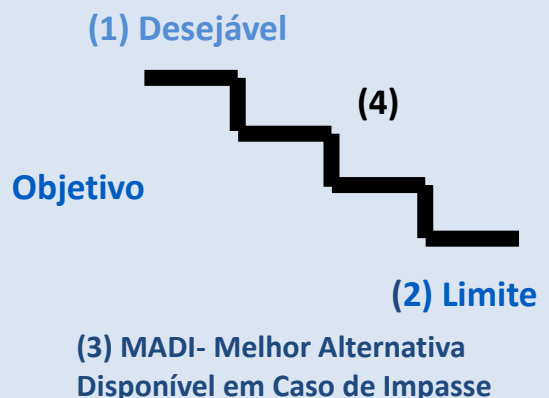 (1) Desejável
(4)
Objetivo
(2) Limite
(3) MADI- Melhor Alternativa
Disponível em Caso de Impasse